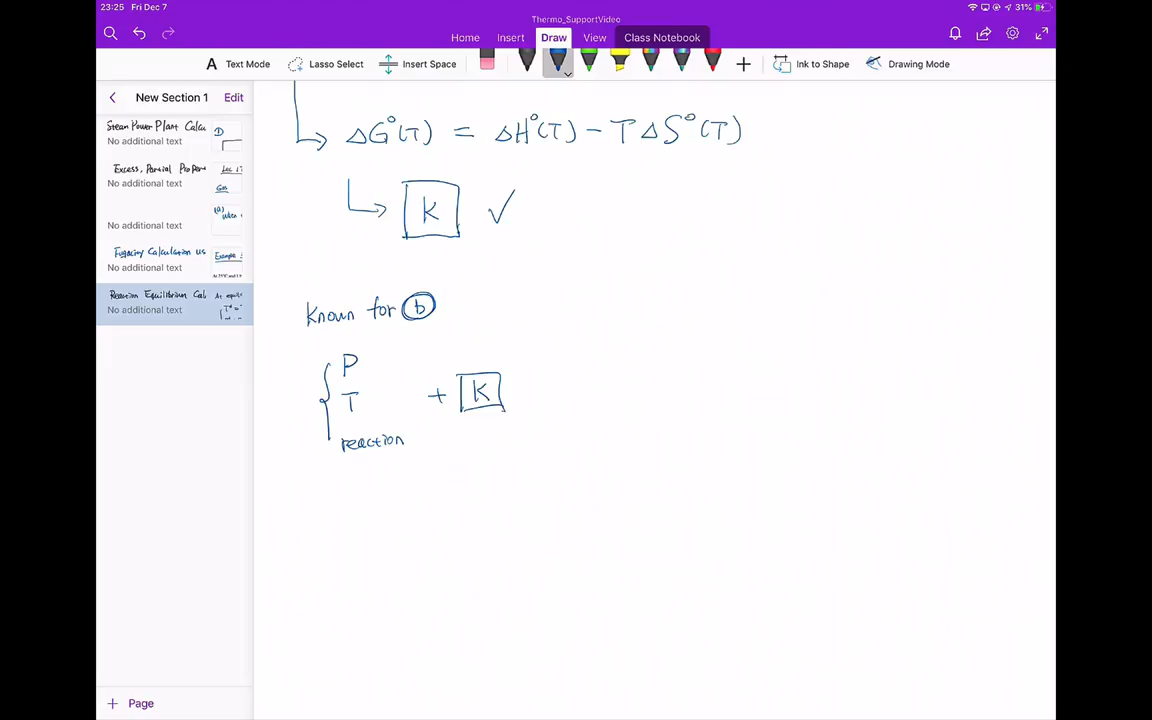 23:25 Fri Dec 7
31%
Thermo_SupportVideo
Home Insert Draw View Class Notebook
Text Mode Lasso Select Insert Space Ink to Shape Drawing Mode
New Section 1 Edit
Steam Power Plant Calcu
No additional text
Excess, Partial Prope
No additional text
No additional text
Fugacity Calculation us
No additional text
Reaction Equilibrium Cal
No additional text
Page
ΔG°(T) = ΔH°(T) - TΔS°(T)
K ✓
Known for b
P
T + K
reaction